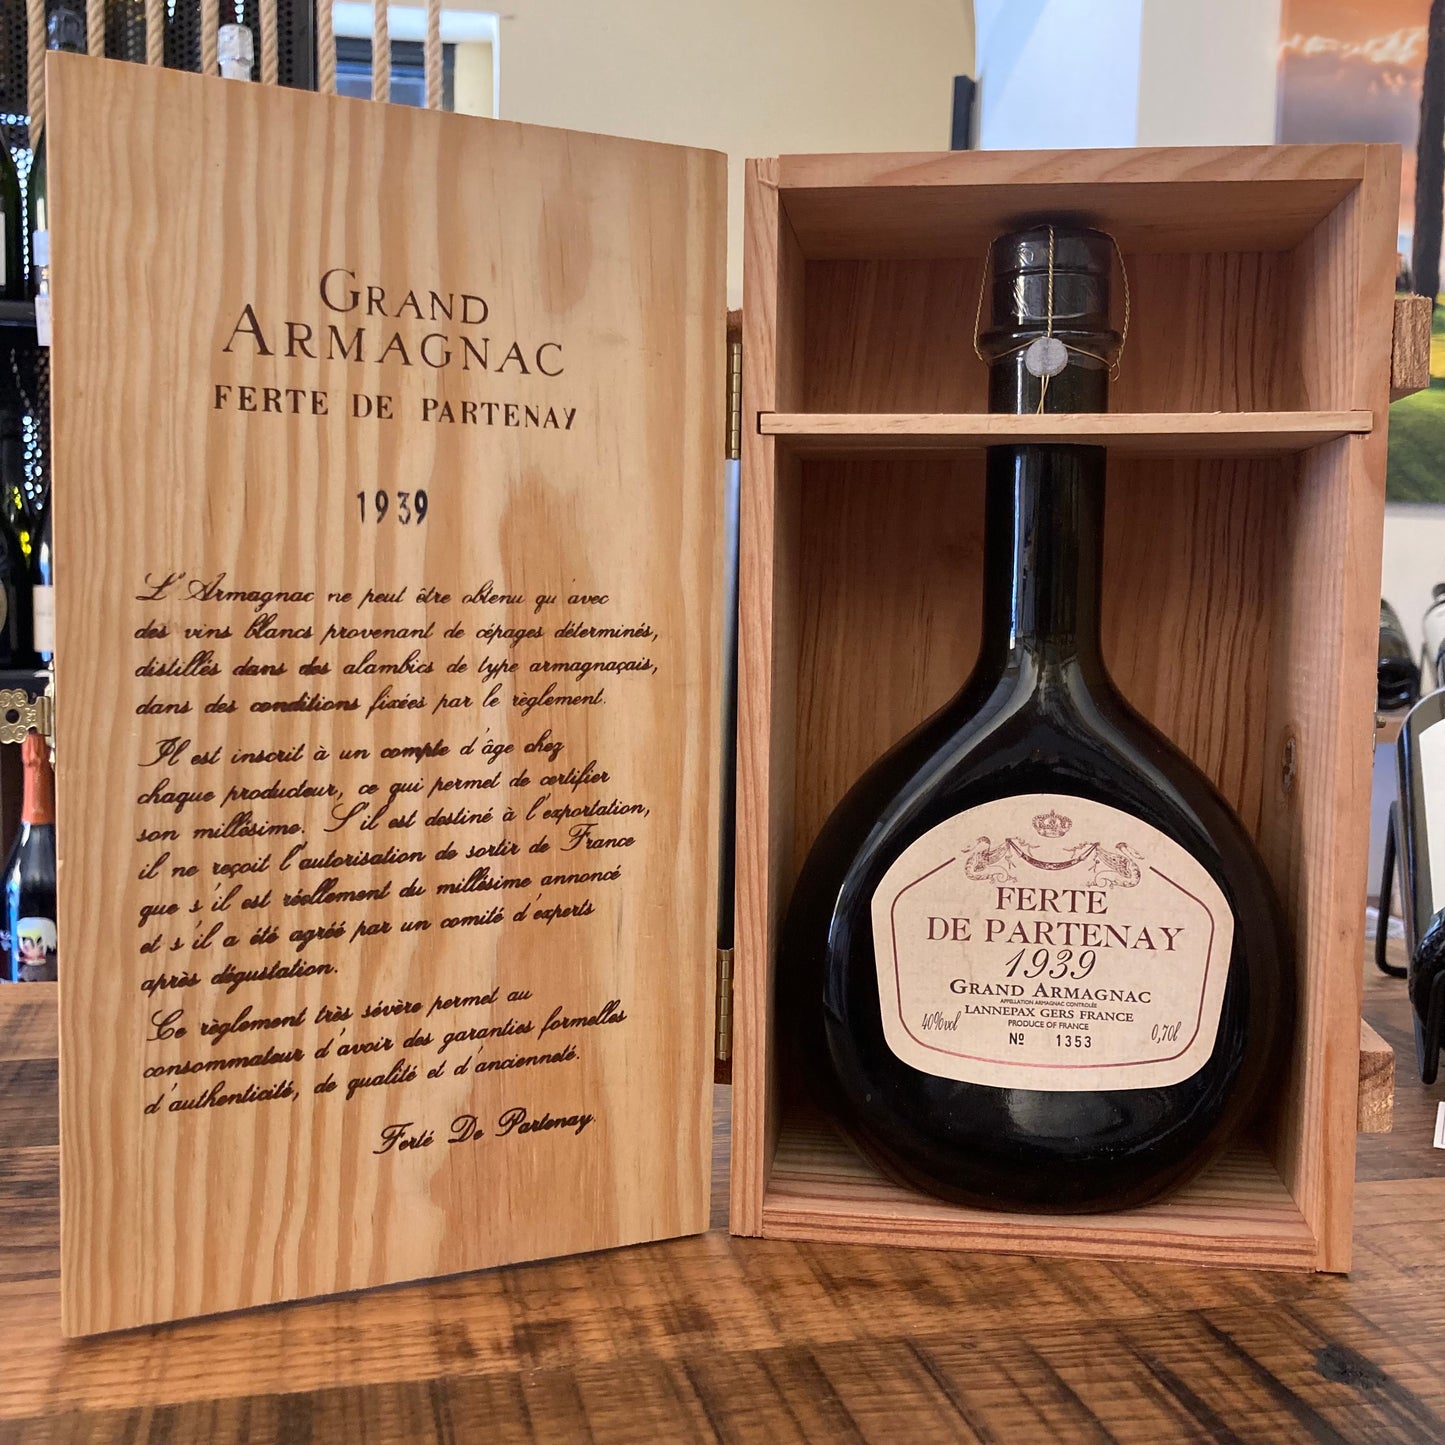 GRAND
ARMAGNAC
FERTE DE PARTENAY
1939
L'Armagnac ne peut être obtenu qu'avec
des vins blancs provenant de cépages déterminés,
distillés dans des alambics de type armagnaçais,
dans des conditions fixées par le règlement.
Il est inscrit à un compte d'âge chez
chaque producteur, ce qui permet de certifier
son millésime. S'il est destiné à l'exportation,
il ne reçoit l'autorisation de sortir de France
que s'il est réellement du millésime annoncé
et s'il a été agréé par un comité d'experts
après dégustation.
Ce règlement très sévère permet au
consommateur d'avoir des garanties formelles
d'authenticité, de qualité et d'ancienneté.
Ferté De Partenay.
FERTE
DE PARTENAY
1939
GRAND ARMAGNAC
APPELLATION ARMAGNAC CONTROLÉE
LANNEPAX GERS FRANCE
PRODUCE OF FRANCE
40%vol
Nº 1353
0,70l